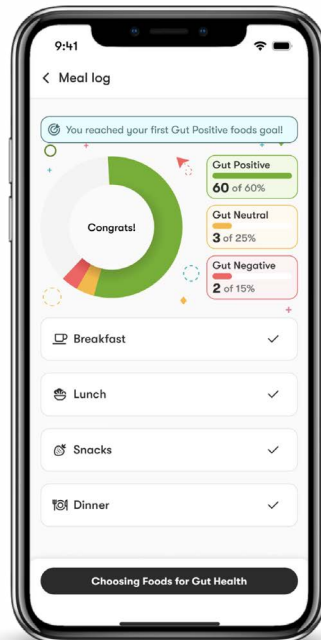 9:41
Meal log
You reached your first Gut Positive foods goal!
Congrats!
Gut Positive
60 of 60%
Gut Neutral
3 of 25%
Gut Negative
2 of 15%
Breakfast
Lunch
Snacks
Dinner
Choosing Foods for Gut Health